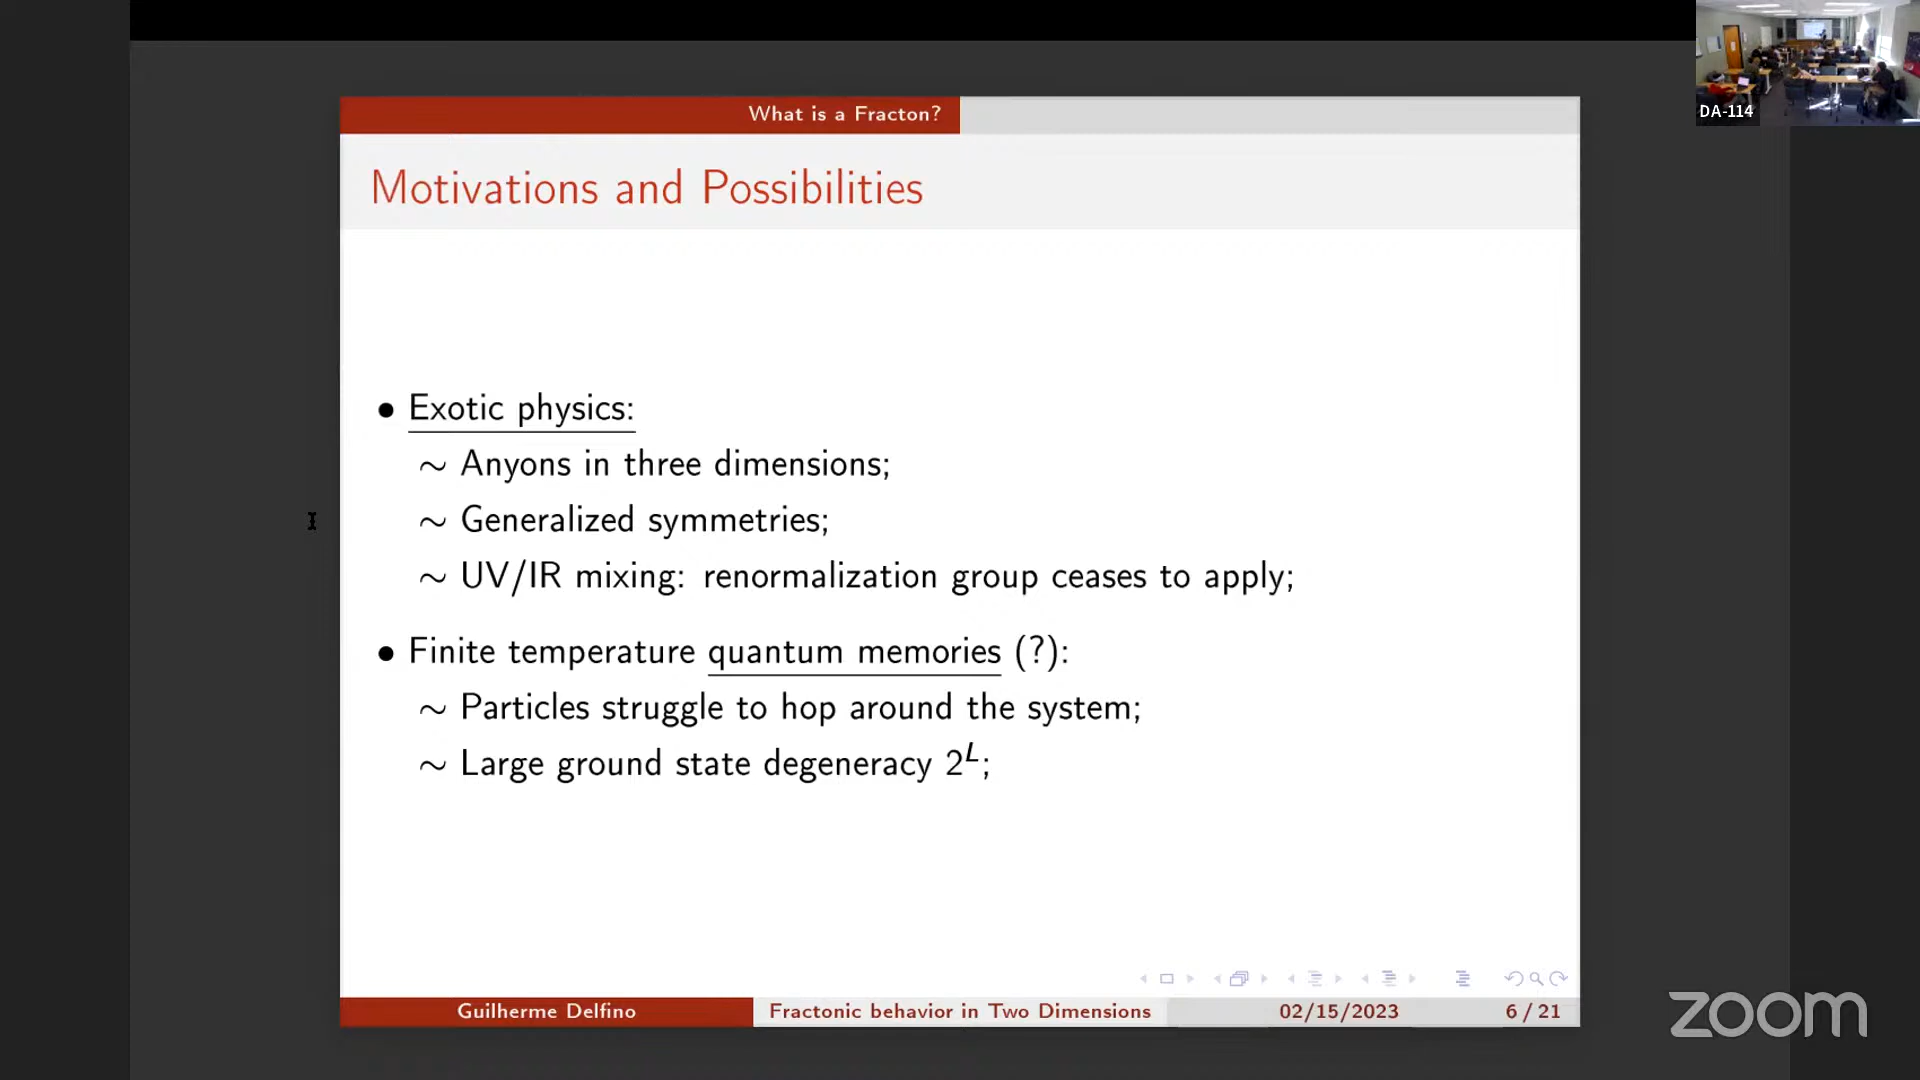 DA-114
What is a Fracton?
Motivations and Possibilities
• Exotic physics:
∼ Anyons in three dimensions;
∼ Generalized symmetries;
∼ UV/IR mixing: renormalization group ceases to apply;
• Finite temperature quantum memories (?):
∼ Particles struggle to hop around the system;
∼ Large ground state degeneracy 2^L;
Guilherme Delfino Fractonic behavior in Two Dimensions 02/15/2023 6 / 21
zoom